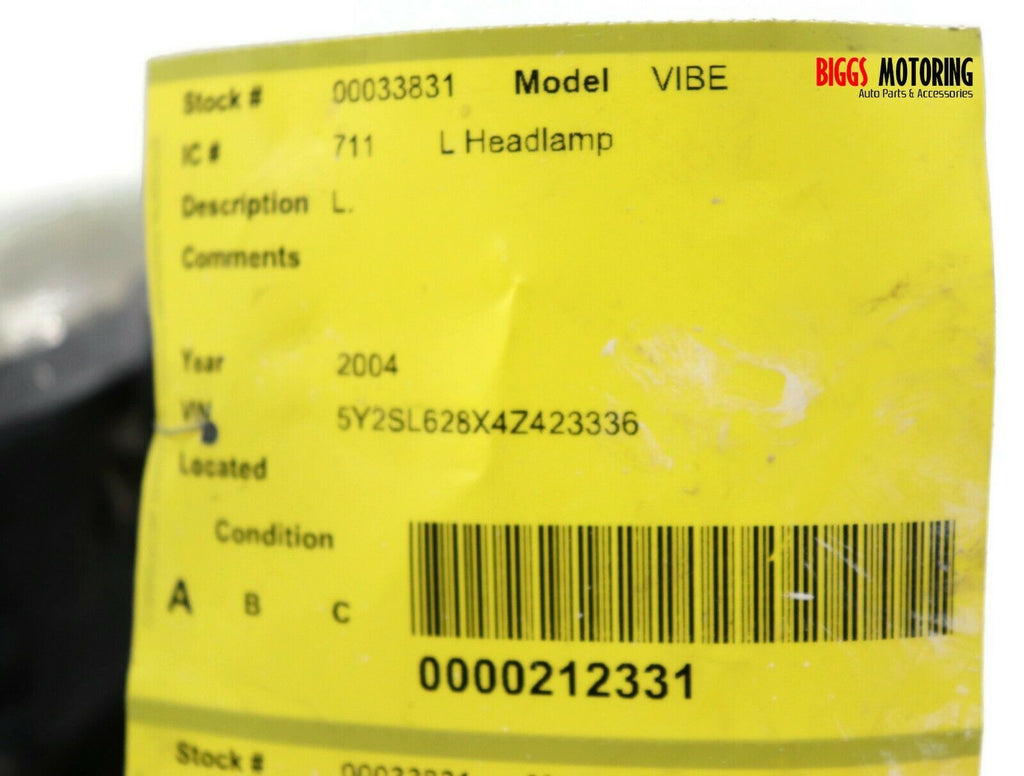 BIGGS MOTORING
Auto Parts & Accessories
Stock # 00033831 Model VIBE
IC # 711 L Headlamp
Description L.
Comments
Year 2004
VIN 5Y2SL628X4Z423336
Located
Condition
A B C
0000212331
Stock # 00033831